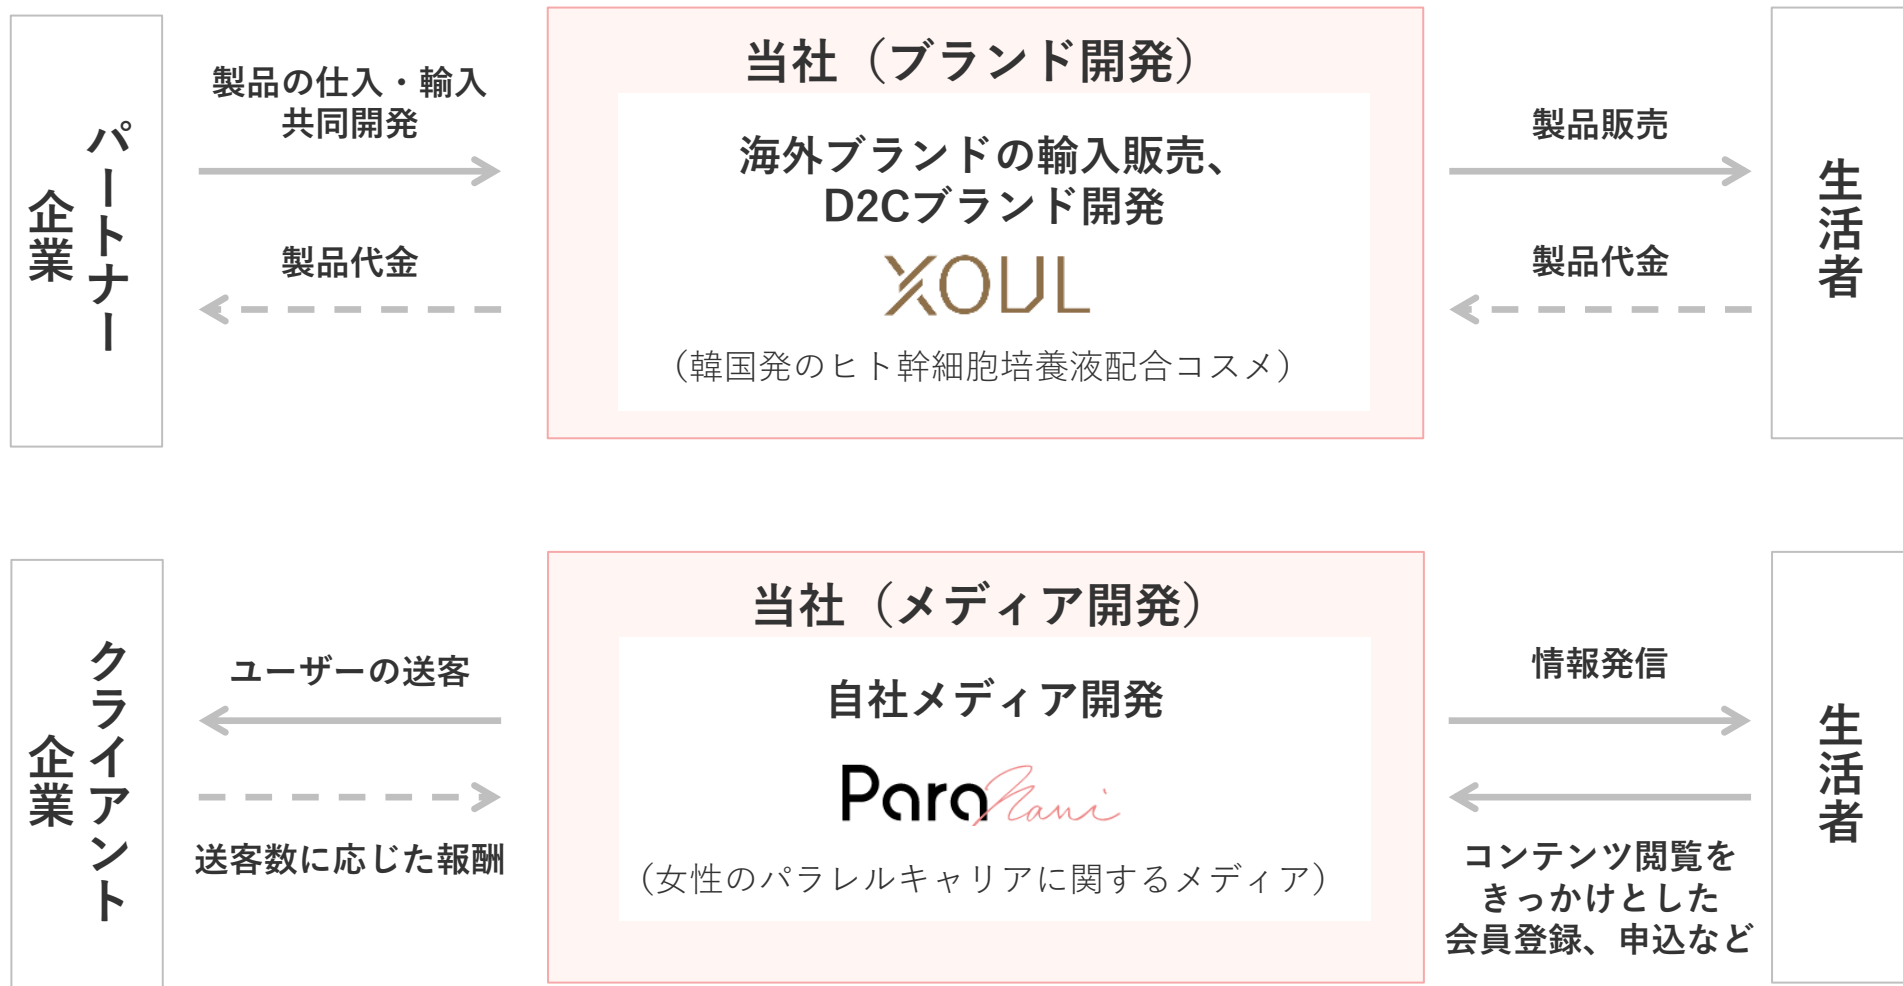 パートナー
企業
製品の仕入・輸入
共同開発
製品代金
当社（ブランド開発）
海外ブランドの輸入販売、
D2Cブランド開発
XOUL
（韓国発のヒト幹細胞培養液配合コスメ）
製品販売
製品代金
生活者
クライアント
企業
ユーザーの送客
送客数に応じた報酬
当社（メディア開発）
自社メディア開発
ParaNavi
（女性のパラレルキャリアに関するメディア）
情報発信
コンテンツ閲覧を
きっかけとした
会員登録、申込など
生活者